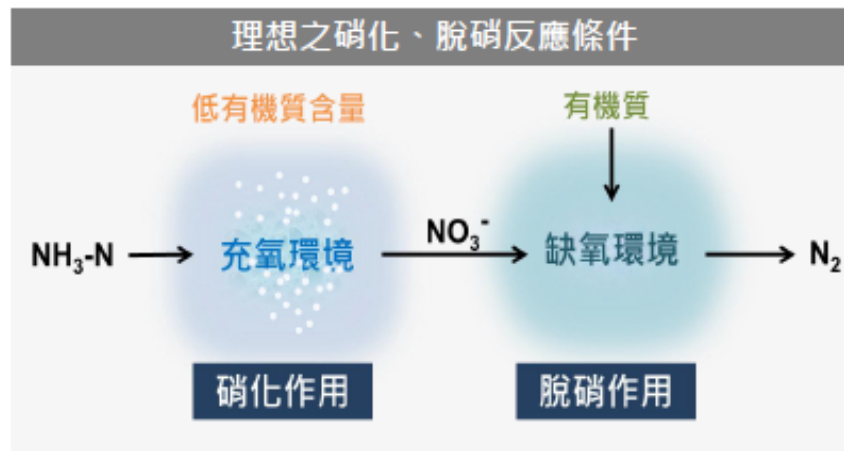 理想之硝化、脫硝反應條件
低有機質含量
有機質
NH₃-N
充氧環境
NO₃⁻
缺氧環境
N₂
硝化作用
脫硝作用